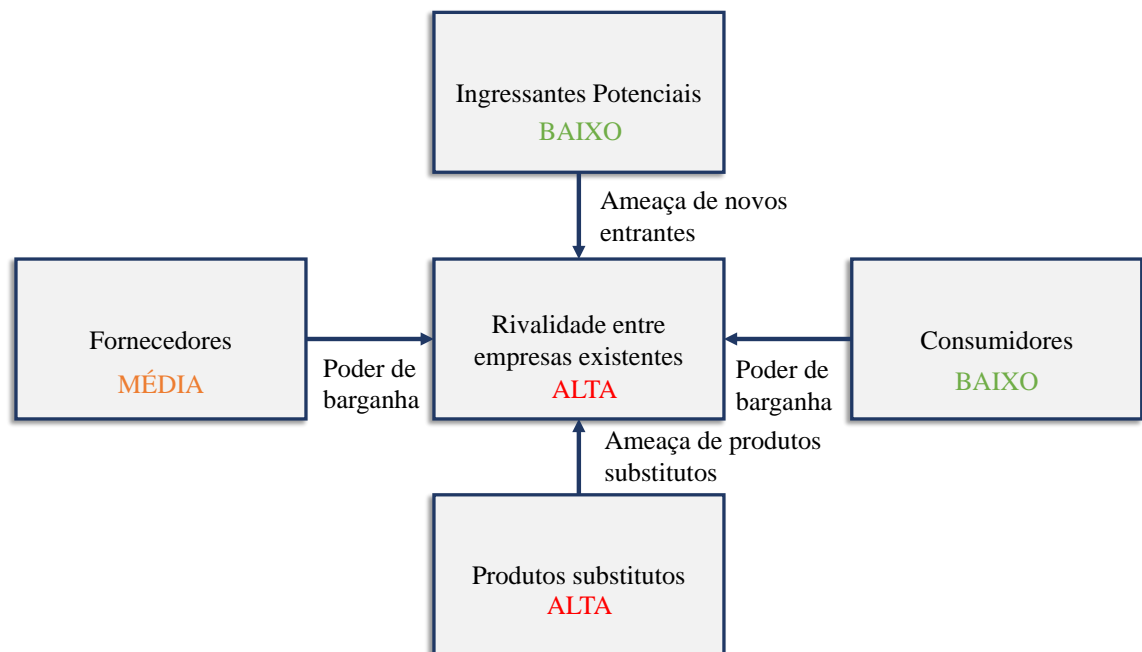 Ingressantes Potenciais
BAIXO
Ameaça de novos
entrantes
Fornecedores
MÉDIA
Poder de
barganha
Rivalidade entre
empresas existentes
ALTA
Poder de
barganha
Consumidores
BAIXO
Ameaça de produtos
substitutos
Produtos substitutos
ALTA